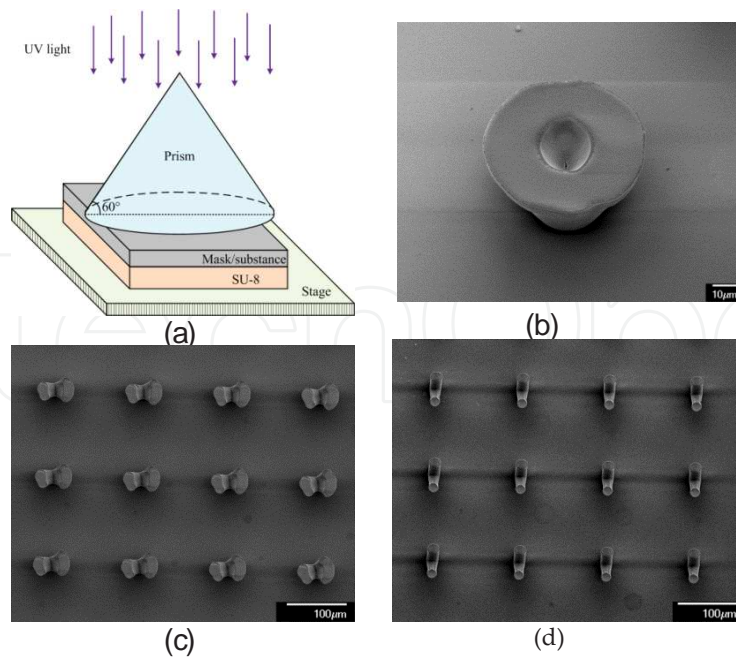 UV light
Prism
60°
Mask/substance
SU-8
Stage
(a)
10μm
(b)
100μm
(c)
100μm
(d)